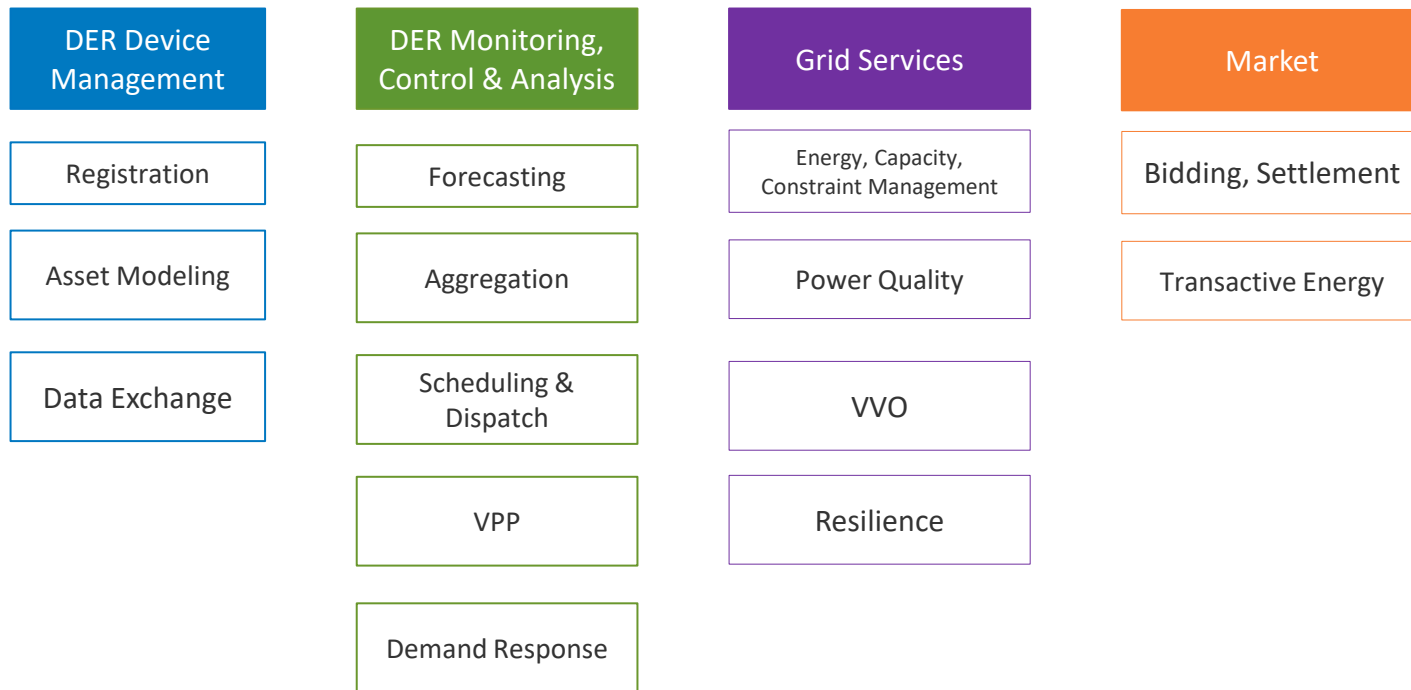 DER Device
Management
Registration
Asset Modeling
Data Exchange
DER Monitoring,
Control & Analysis
Forecasting
Aggregation
Scheduling &
Dispatch
VPP
Demand Response
Grid Services
Energy, Capacity,
Constraint Management
Power Quality
VVO
Resilience
Market
Bidding, Settlement
Transactive Energy